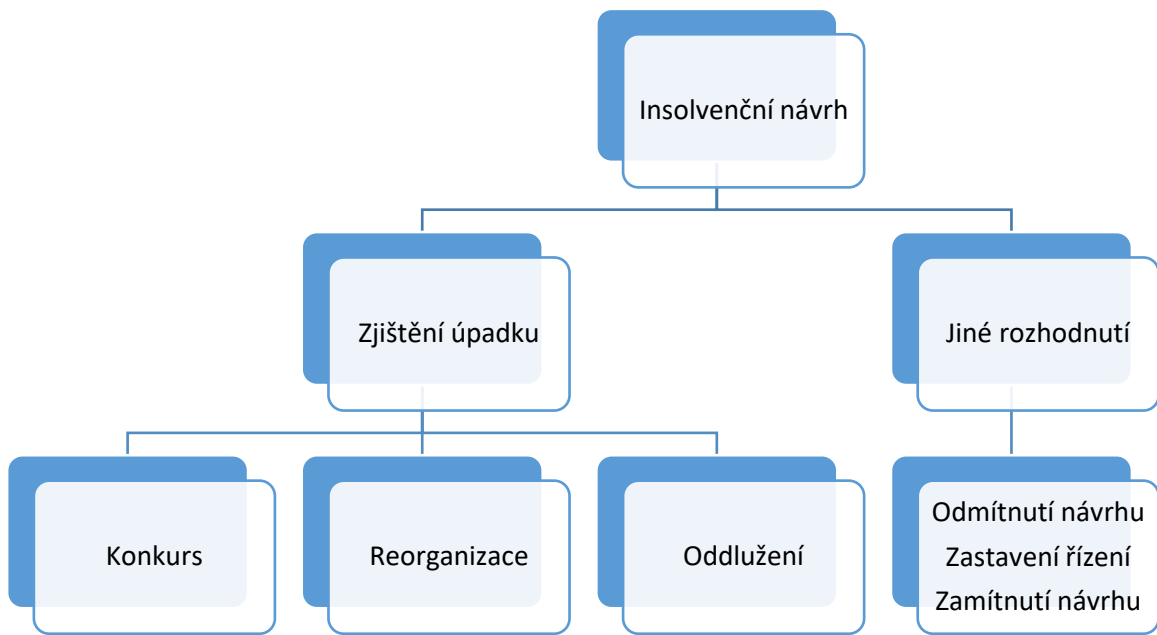 Insolvenční návrh
Zjištění úpadku
Jiné rozhodnutí
Konkurs
Reorganizace
Oddlužení
Odmítnutí návrhu
Zastavení řízení
Zamítnutí návrhu